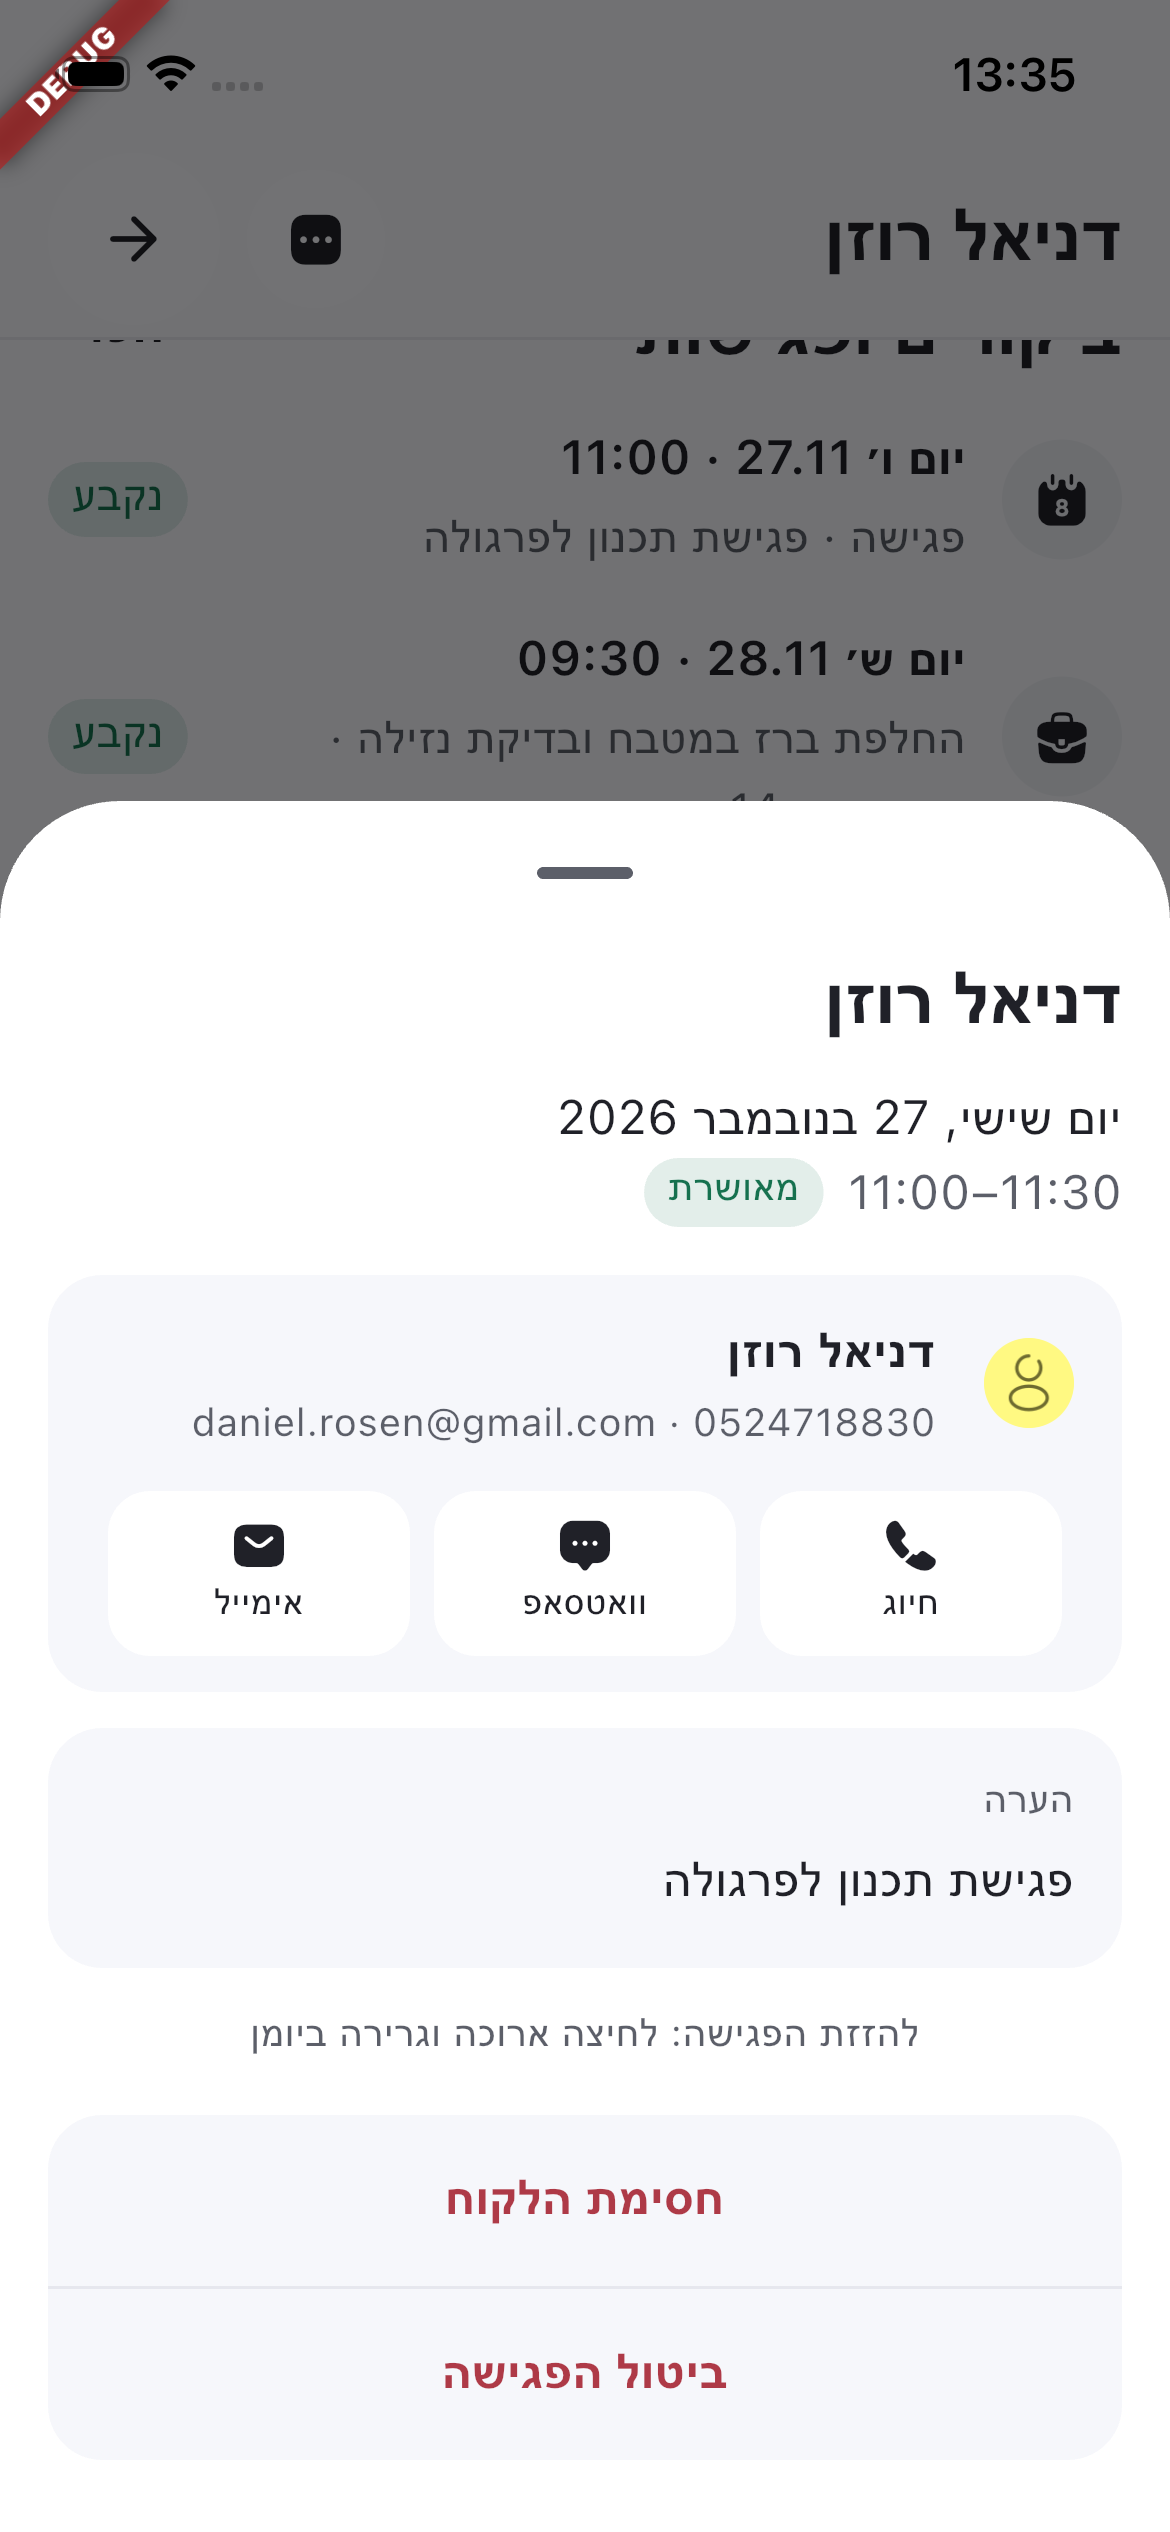 DEBUG
13:35
דניאל רוזן
יום ו׳ 27.11 · 11:00
נקבע
8
פגישה · פגישת תכנון לפרגולה
יום ש׳ 28.11 · 09:30
נקבע
החלפת ברז במטבח ובדיקת נזילה ·
דניאל רוזן
יום שישי, 27 בנובמבר 2026
11:00–11:30
מאושרת
דניאל רוזן
0524718830 · daniel.rosen@gmail.com
חיוג
וואטסאפ
אימייל
הערה
פגישת תכנון לפרגולה
להזזת הפגישה: לחיצה ארוכה וגרירה ביומן
חסימת הלקוח
ביטול הפגישה